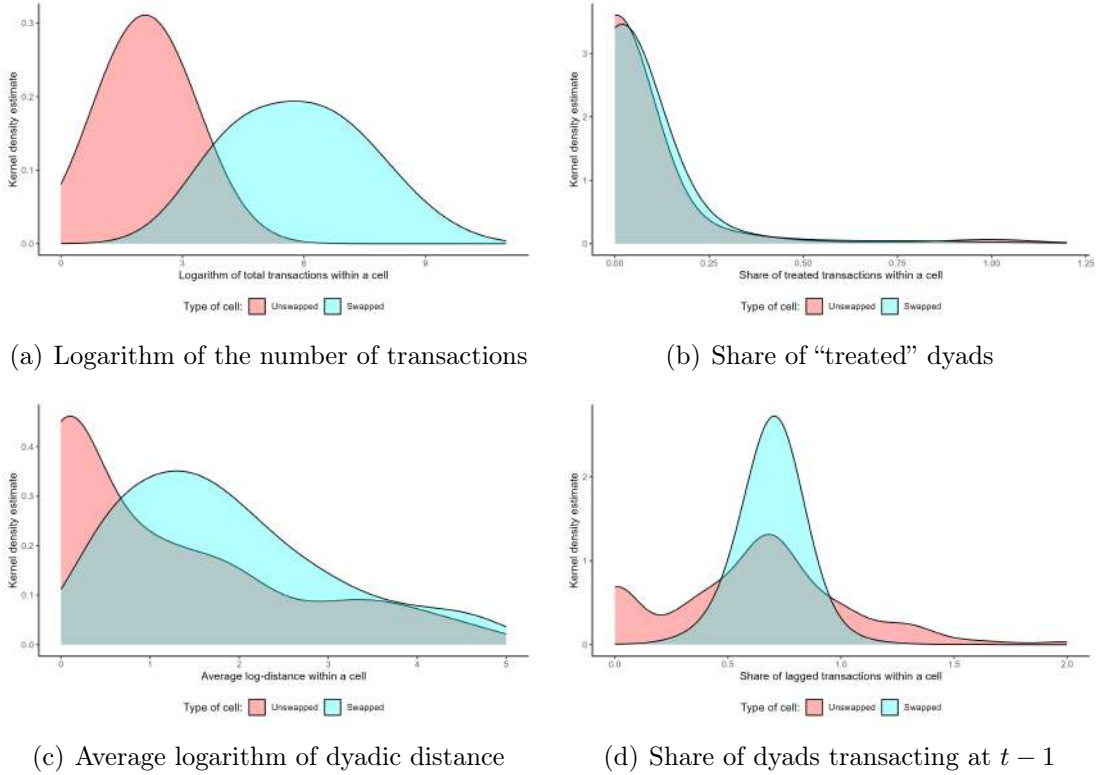 Kernel density estimate
0.3
0.2
0.1
0.0
0 3 6 9
Logarithm of total transactions within a cell
Type of cell: Unswapped Swapped
(a) Logarithm of the number of transactions
Kernel density estimate
3
2
1
0
0.00 0.25 0.50 0.75 1.00 1.25
Share of treated transactions within a cell
Type of cell: Unswapped Swapped
(b) Share of “treated” dyads
Kernel density estimate
0.4
0.3
0.2
0.1
0.0
0 1 2 3 4 5
Average log-distance within a cell
Type of cell: Unswapped Swapped
(c) Average logarithm of dyadic distance
Kernel density estimate
2
1
0
0.0 0.5 1.0 1.5 2.0
Share of lagged transactions within a cell
Type of cell: Unswapped Swapped
(d) Share of dyads transacting at t − 1